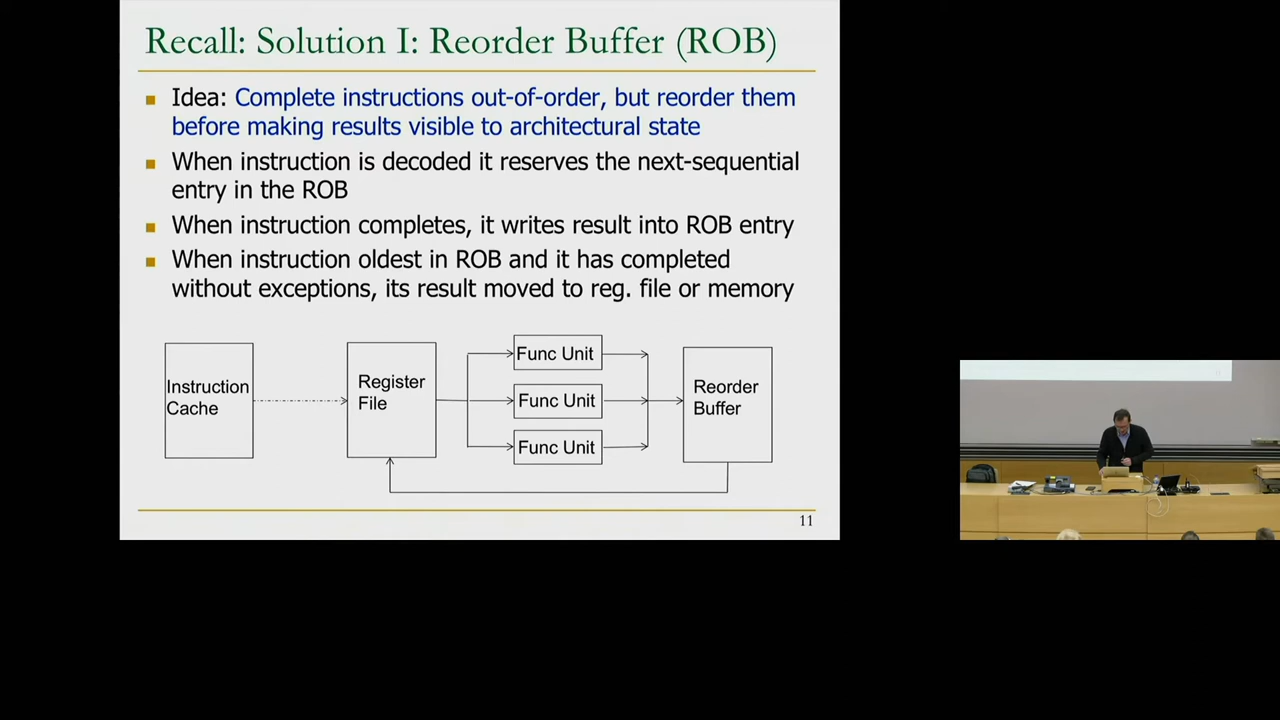 Recall: Solution I: Reorder Buffer (ROB)
Idea: Complete instructions out-of-order, but reorder them
before making results visible to architectural state
When instruction is decoded it reserves the next-sequential
entry in the ROB
When instruction completes, it writes result into ROB entry
When instruction oldest in ROB and it has completed
without exceptions, its result moved to reg. file or memory
Instruction
Cache
Register
File
Func Unit
Func Unit
Func Unit
Reorder
Buffer
11